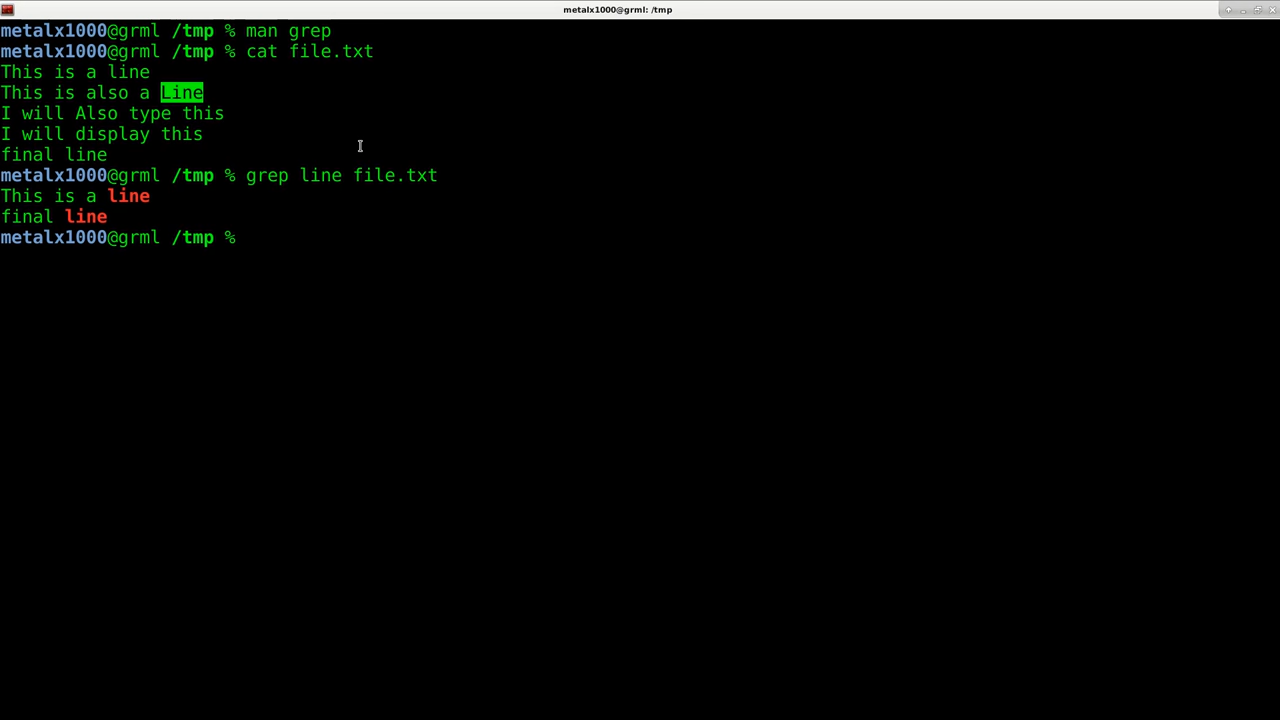 metalx1000@grml: /tmp
metalx1000@grml /tmp % man grep
metalx1000@grml /tmp % cat file.txt
This is a line
This is also a Line
I will Also type this
I will display this
final line
metalx1000@grml /tmp % grep line file.txt
This is a line
final line
metalx1000@grml /tmp %